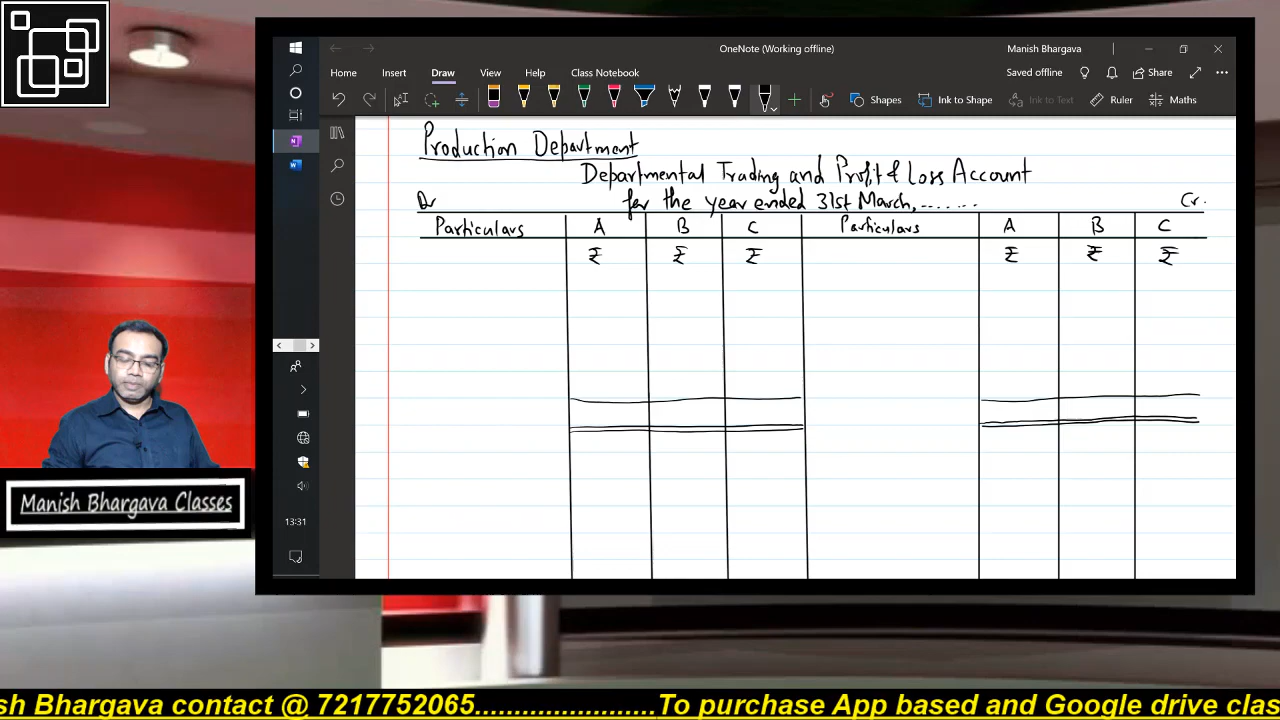 OneNote (Working offline)
Manish Bhargava
Home Insert Draw View Help Class Notebook
Saved offline Share
Shapes Ink to Shape Ink to Text Ruler Maths
Production Department
Departmental Trading and Profit & Loss Account
for the year ended 31st March, .......
Dr Cr.
Particulars A B C Particulars A B C
₹ ₹ ₹ ₹ ₹ ₹
Manish Bhargava Classes
13:31
sh Bhargava contact @ 7217752065.......................To purchase App based and Google drive clas